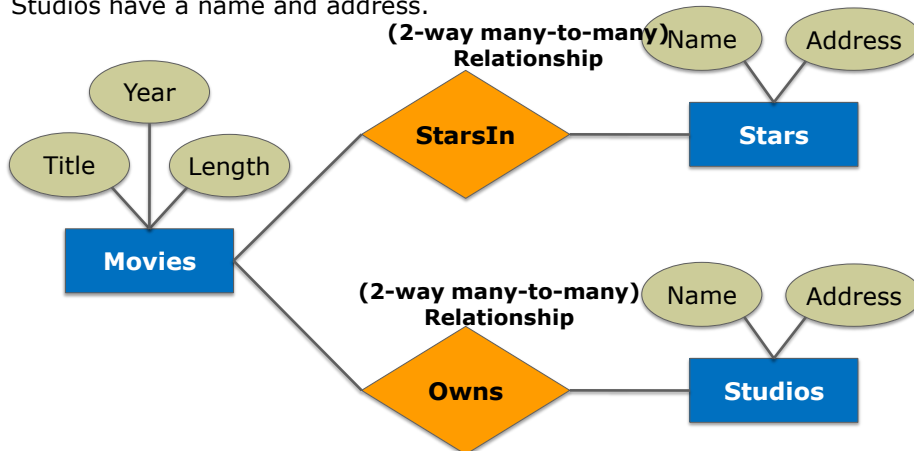 Studios have a name and address.
(2-way many-to-many)
Relationship
Name
Address
Year
StarsIn
Stars
Title
Length
Movies
(2-way many-to-many)
Relationship
Name
Address
Owns
Studios